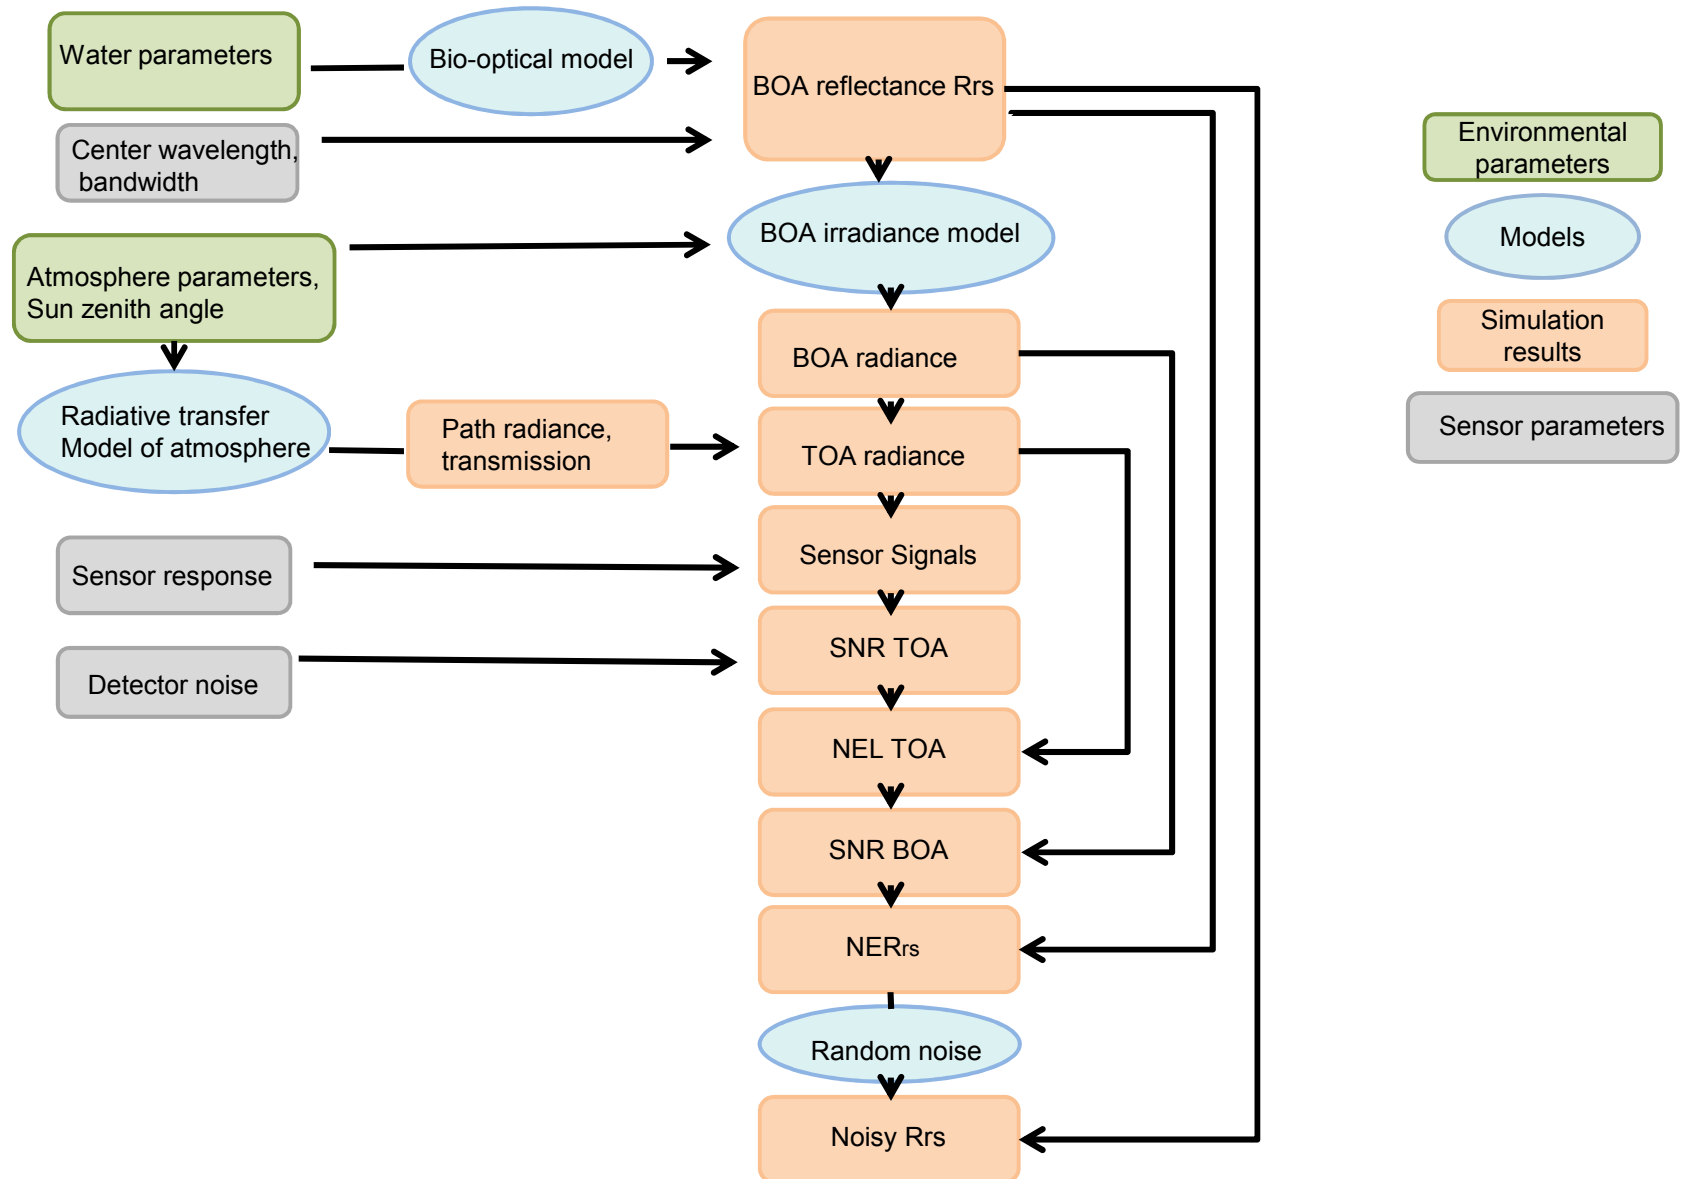 Water parameters
Bio-optical model
BOA reflectance Rrs
Center wavelength,
bandwidth
BOA irradiance model
Atmosphere parameters,
Sun zenith angle
BOA radiance
Radiative transfer
Model of atmosphere
Path radiance,
transmission
TOA radiance
Sensor response
Sensor Signals
Detector noise
SNR TOA
NEL TOA
SNR BOA
NERrs
Random noise
Noisy Rrs
Environmental
parameters
Models
Simulation
results
Sensor parameters